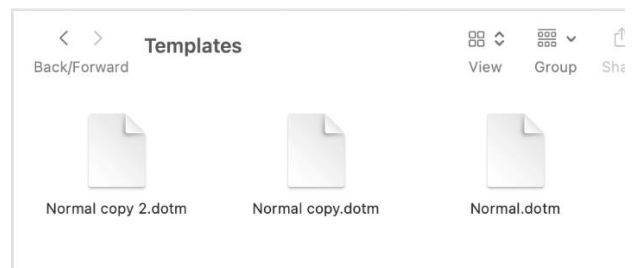 Templates
Back/Forward
View
Group
Normal copy 2.dotm
Normal copy.dotm
Normal.dotm